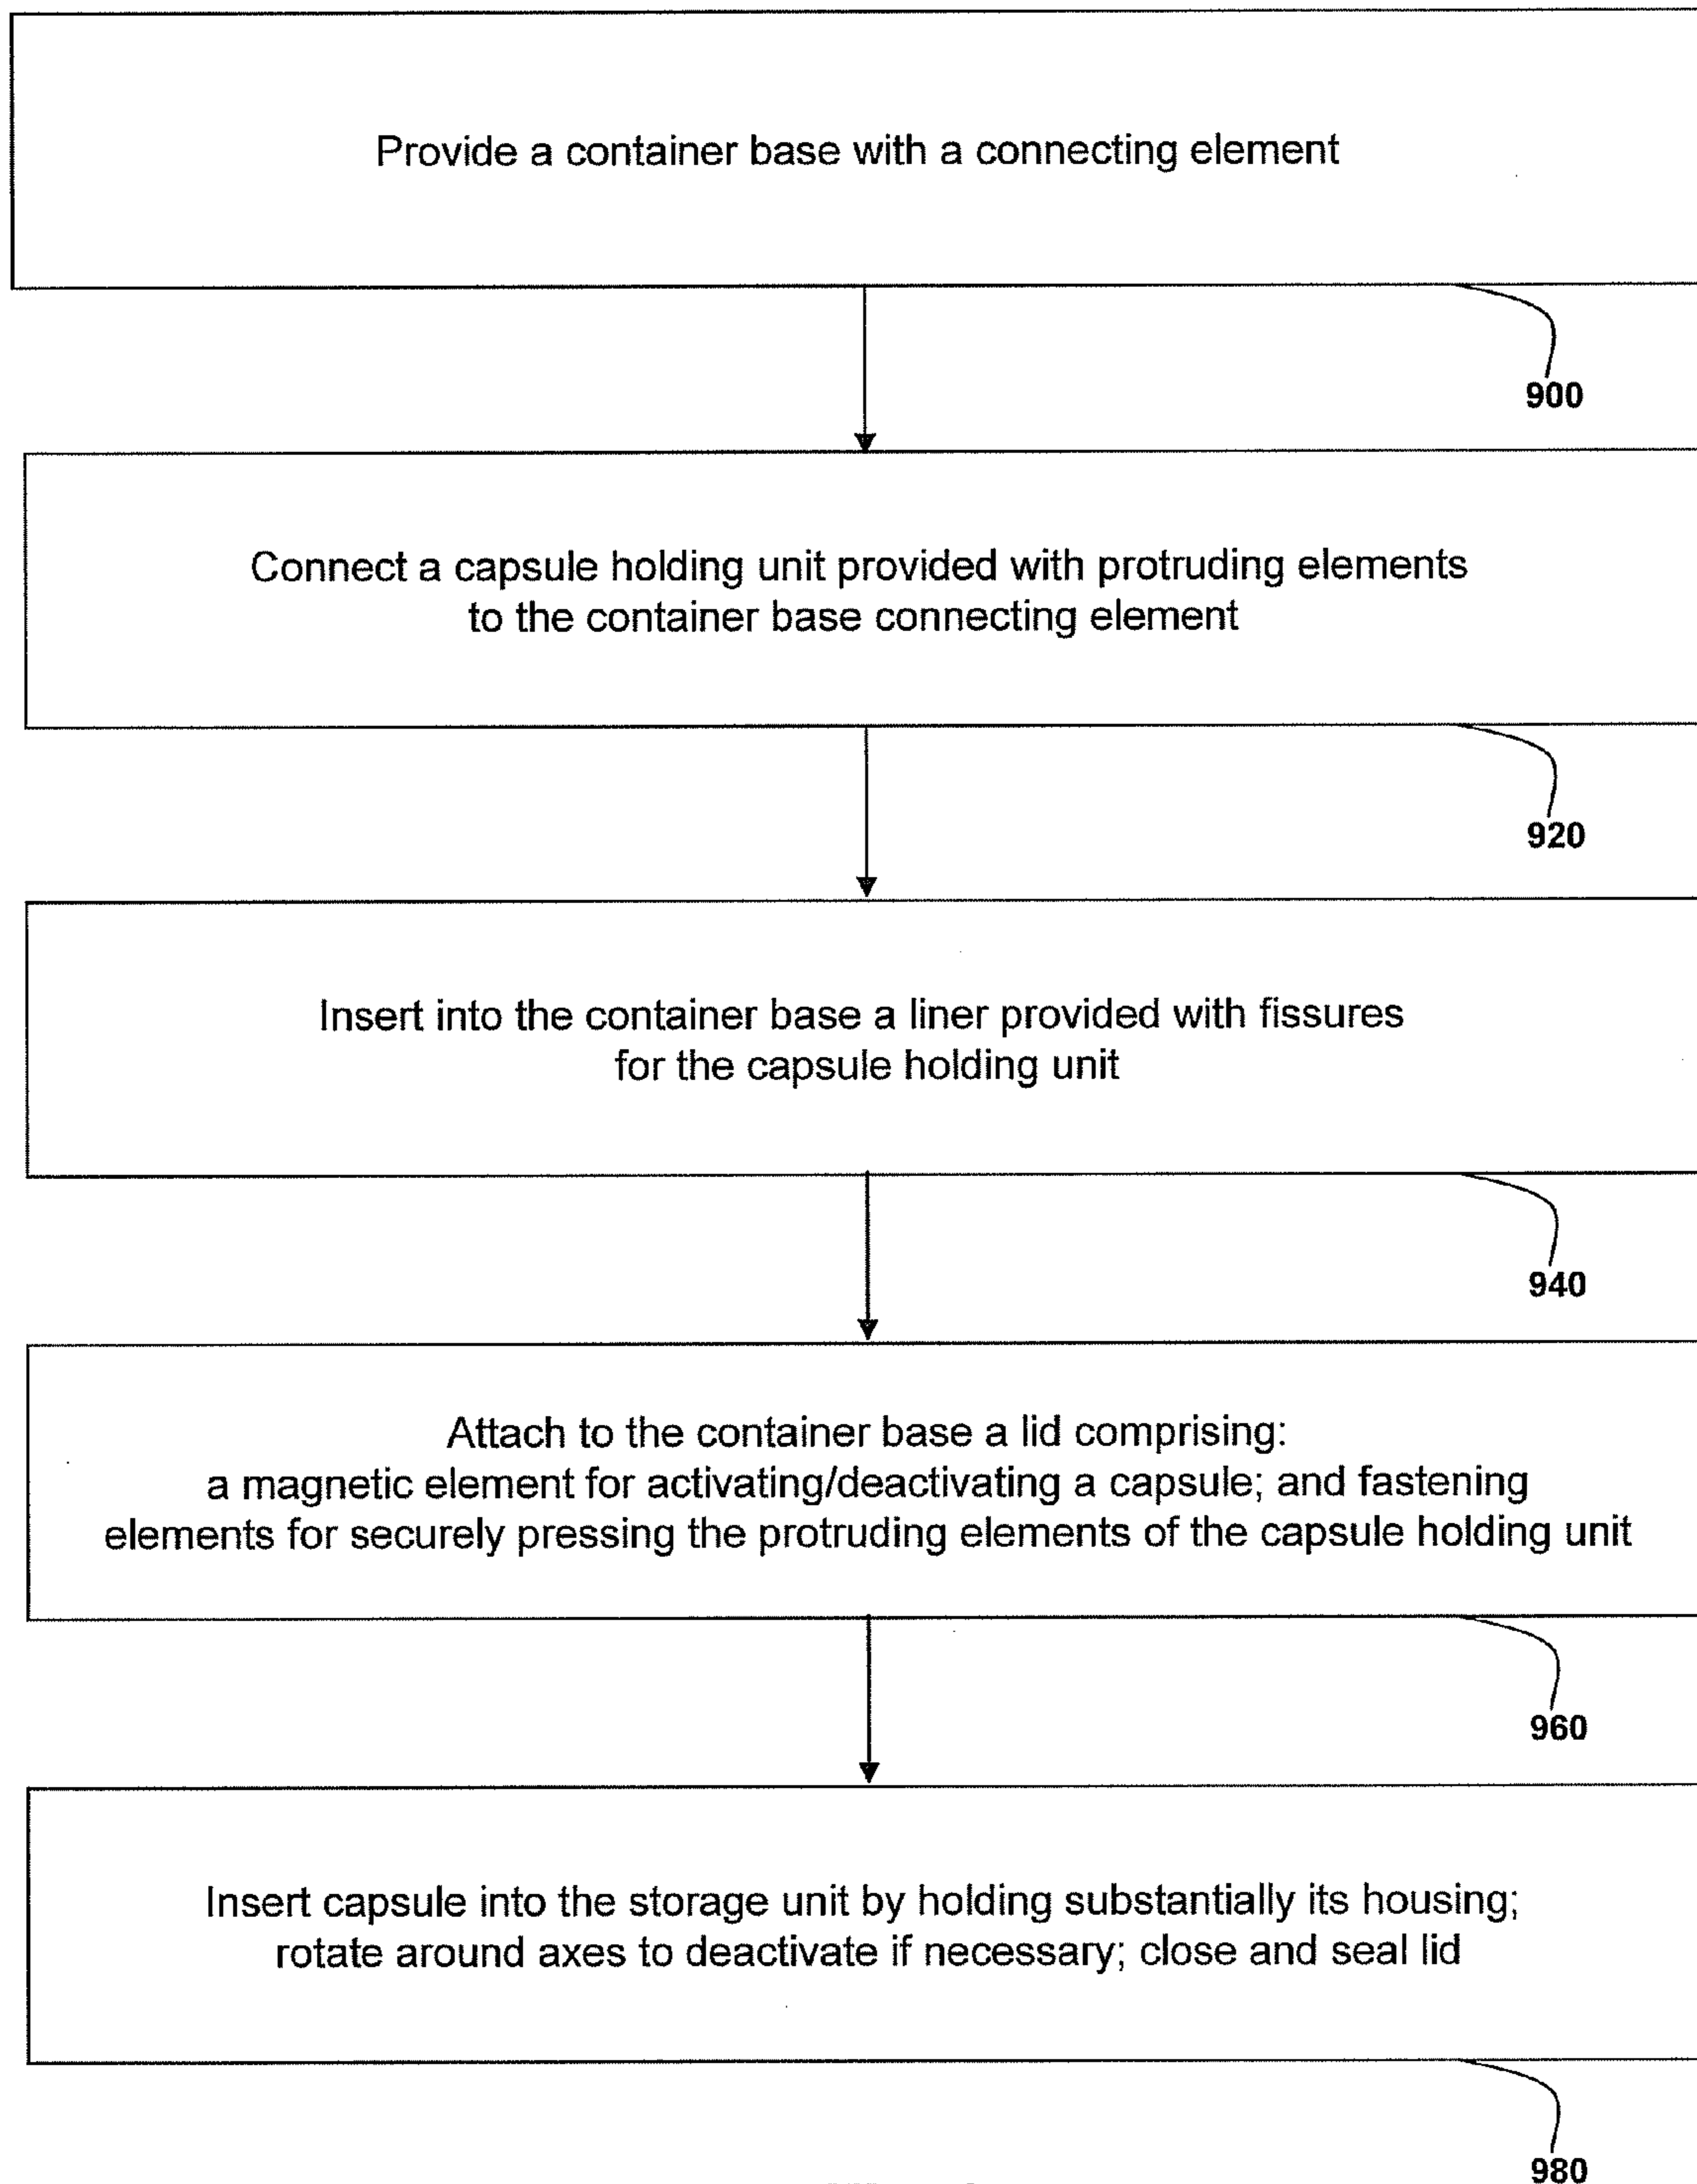 Provide a container base with a connecting element
900
Connect a capsule holding unit provided with protruding elements
to the container base connecting element
920
Insert into the container base a liner provided with fissures
for the capsule holding unit
940
Attach to the container base a lid comprising:
a magnetic element for activating/deactivating a capsule; and fastening
elements for securely pressing the protruding elements of the capsule holding unit
960
Insert capsule into the storage unit by holding substantially its housing;
rotate around axes to deactivate if necessary; close and seal lid
980